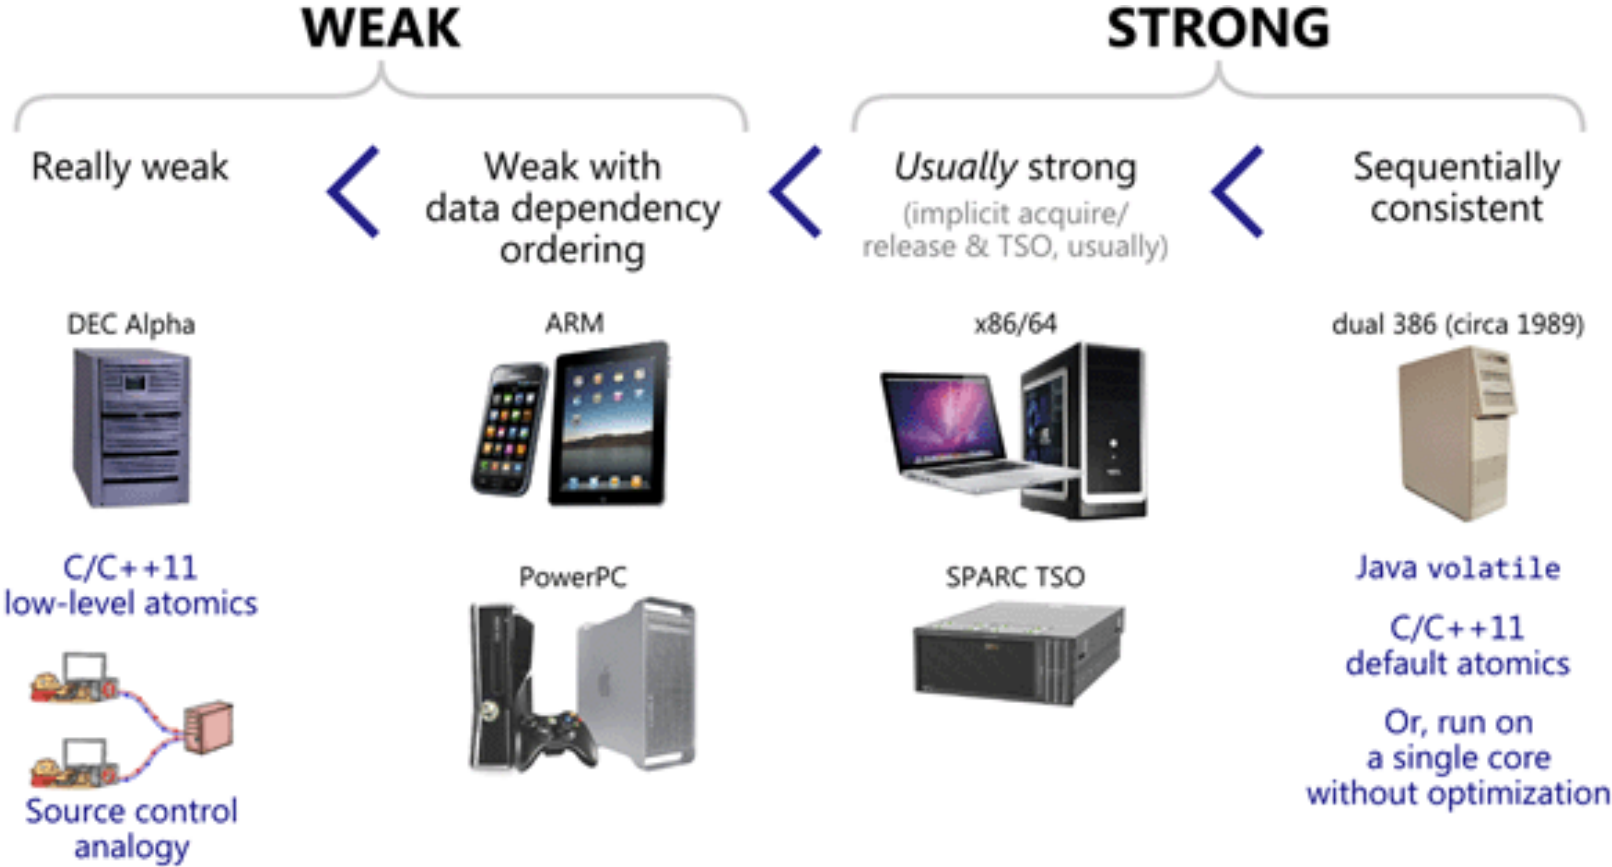 WEAK
STRONG
Really weak
Weak with
data dependency
ordering
Usually strong
(implicit acquire/
release & TSO, usually)
Sequentially
consistent
DEC Alpha
ARM
x86/64
dual 386 (circa 1989)
C/C++11
low-level atomics
PowerPC
SPARC TSO
Java volatile
C/C++11
default atomics
Or, run on
a single core
without optimization
Source control
analogy